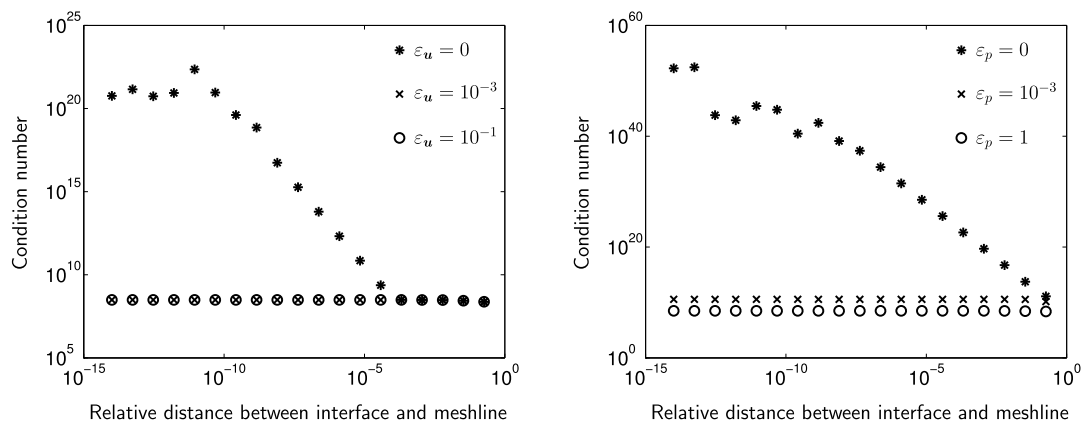 10^25
10^20
10^15
10^10
10^5
10^−15
10^−10
10^−5
10^0
Condition number
Relative distance between interface and meshline
ε_u = 0
ε_u = 10^−3
ε_u = 10^−1
10^60
10^40
10^20
10^0
10^−15
10^−10
10^−5
10^0
Condition number
Relative distance between interface and meshline
ε_p = 0
ε_p = 10^−3
ε_p = 1